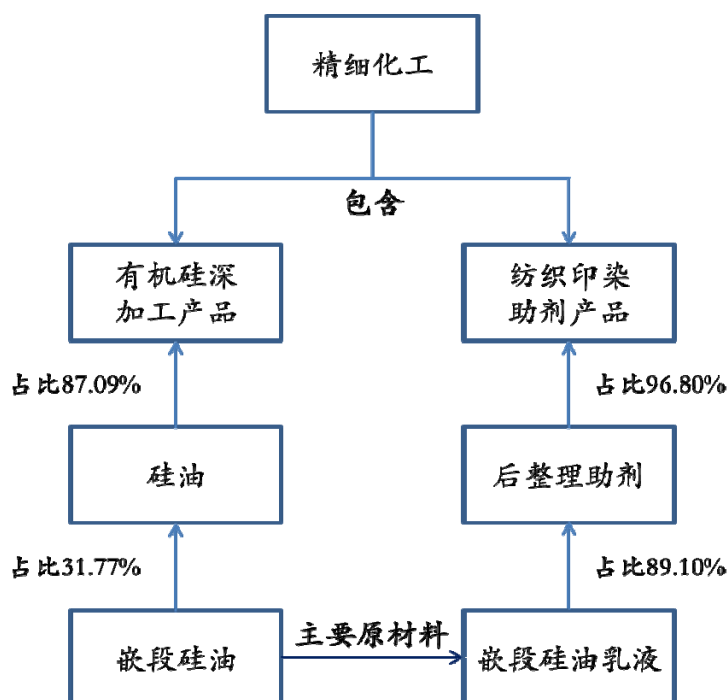 精细化工
包含
有机硅深
加工产品
纺织印染
助剂产品
占比87.09%
占比96.80%
硅油
后整理助剂
占比31.77%
占比89.10%
嵌段硅油
主要原材料
嵌段硅油乳液